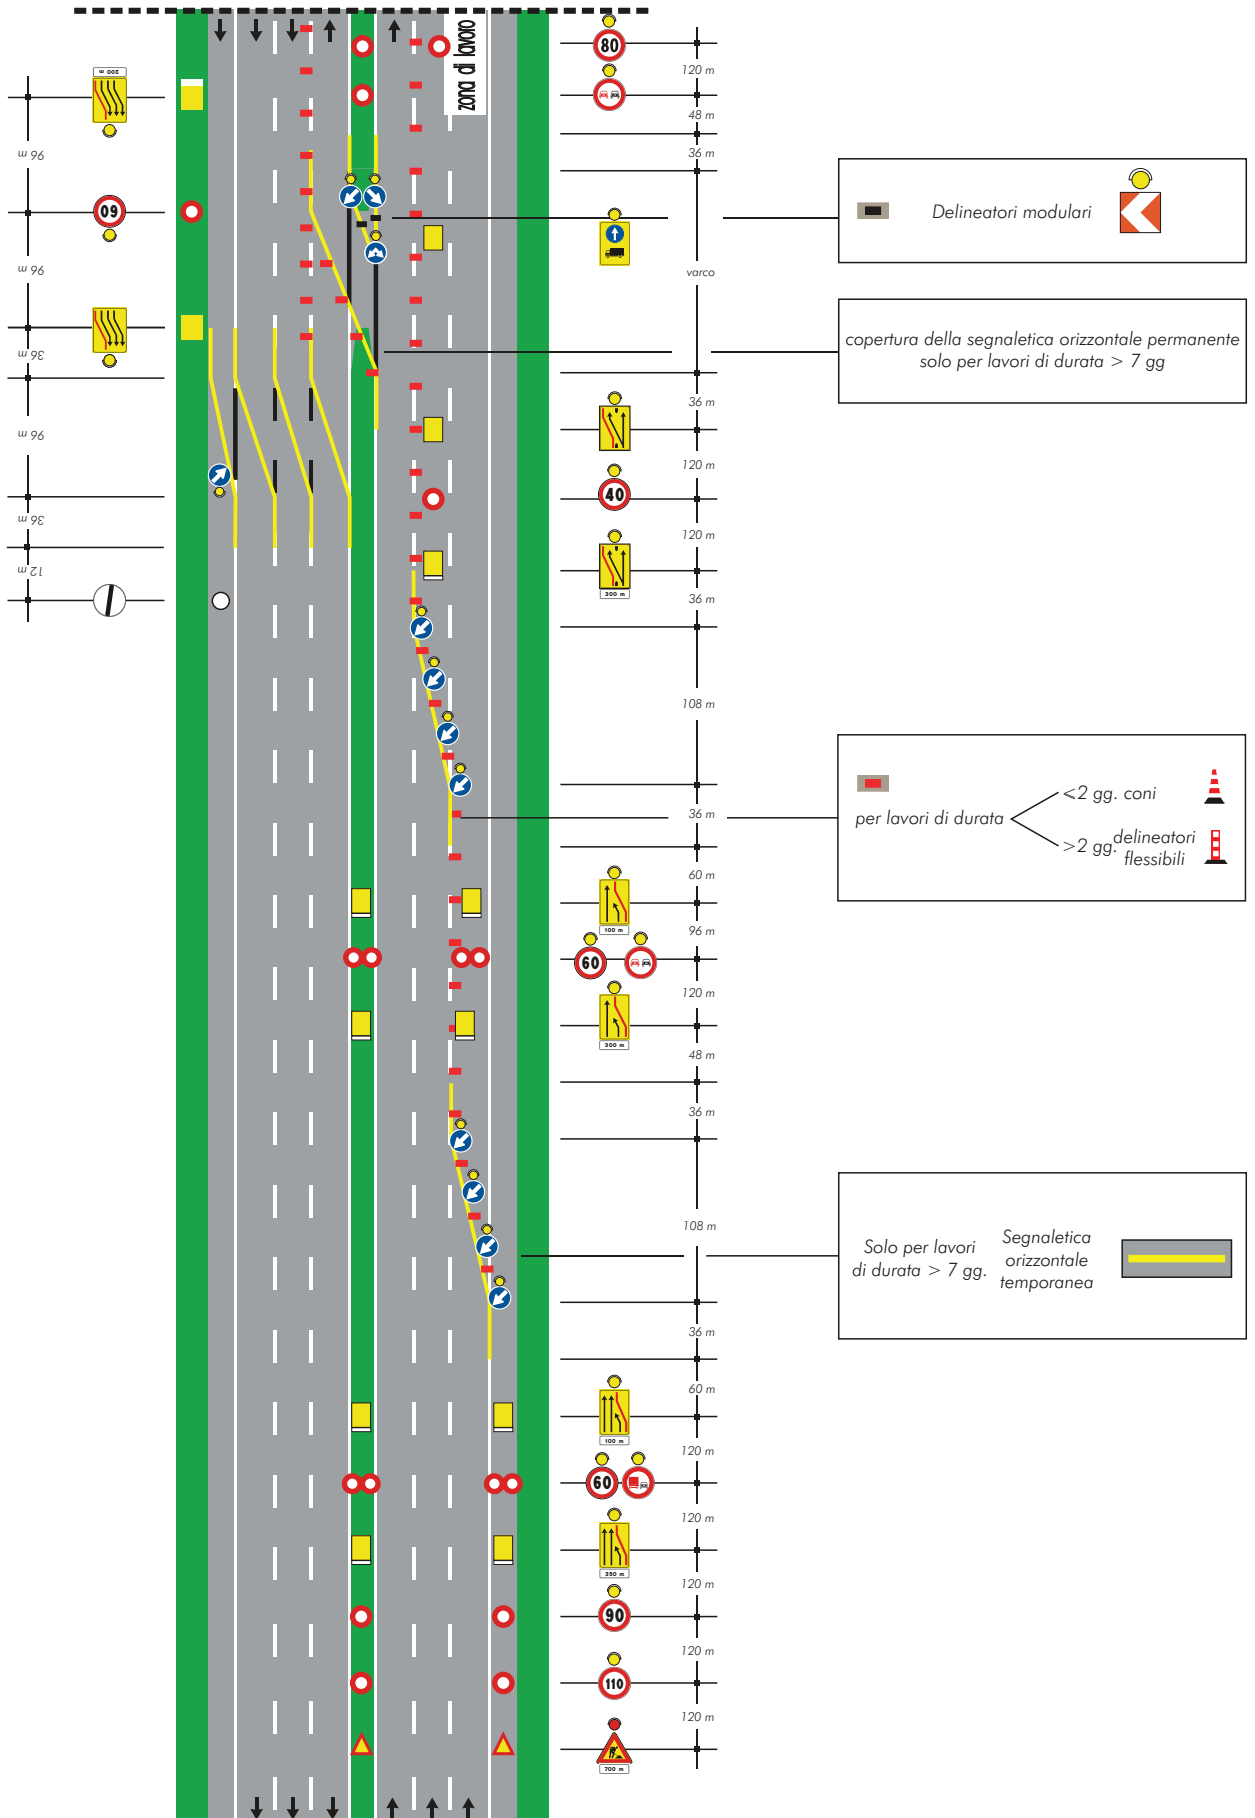 zona di lavoro
200 m
96 m
60
96 m
36 m
96 m
36 m
12 m
80
120 m
48 m
36 m
varco
36 m
120 m
40
120 m
300 m
36 m
108 m
36 m
60 m
100 m
96 m
60
120 m
300 m
48 m
36 m
108 m
36 m
60 m
100 m
120 m
60
120 m
350 m
120 m
90
120 m
110
120 m
700 m
Delineatori modulari
copertura della segnaletica orizzontale permanente
solo per lavori di durata > 7 gg
per lavori di durata
<2 gg. coni
>2 gg. delineatori
flessibili
Solo per lavori
di durata > 7 gg.
Segnaletica
orizzontale
temporanea